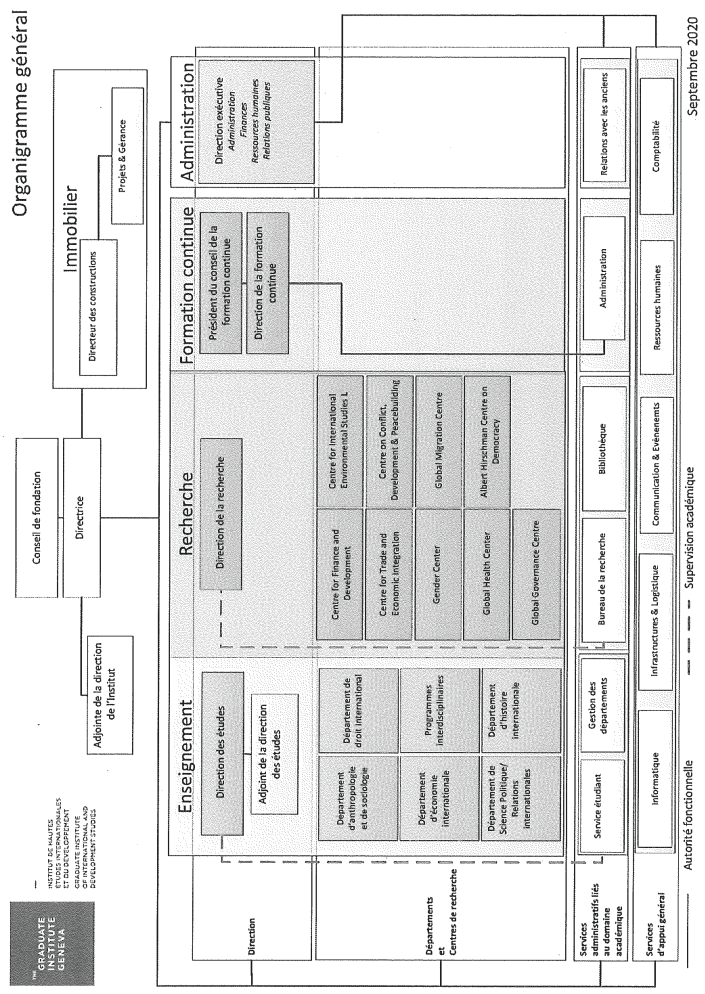 THE
GRADUATE
INSTITUTE
GENEVA
INSTITUT DE HAUTES
ÉTUDES INTERNATIONALES
ET DU DÉVELOPPEMENT
GRADUATE INSTITUTE
OF INTERNATIONAL AND
DEVELOPMENT STUDIES
Organigramme général
Conseil de fondation
Directrice
Adjointe de la direction
de l'Institut
Immobilier
Directeur des constructions
Projets & Gérance
Enseignement
Recherche
Formation continue
Administration
Direction
Direction des études
Adjoint de la direction
des études
Direction de la recherche
Président du conseil de la
formation continue
Direction de la formation
continue
Direction exécutive
Administration
Finances
Ressources humaines
Relations publiques
Départements
et
Centres de recherche
Département
d'anthropologie
et de sociologie
Département de
droit international
Département
d'économie
internationale
Programmes
interdisciplinaires
Département de
Science Politique/
Relations
internationales
Département
d'histoire
internationale
Centre for Finance and
Development
Centre for International
Environmental Studies L
Centre for Trade and
Economic Integration
Centre on Conflict,
Development & Peacebuilding
Gender Center
Global Migration Centre
Global Health Center
Albert Hirschman Centre on
Democracy
Global Governance Centre
Services
administratifs liés
au domaine
académique
Service étudiant
Gestion des
départements
Bureau de la recherche
Bibliothèque
Administration
Relations avec les anciens
Services
d'appui général
Informatique
Infrastructures & Logistique
Communication & Evénenemts
Ressources humaines
Comptabilité
Autorité fonctionnelle
Supervision académique
Septembre 2020